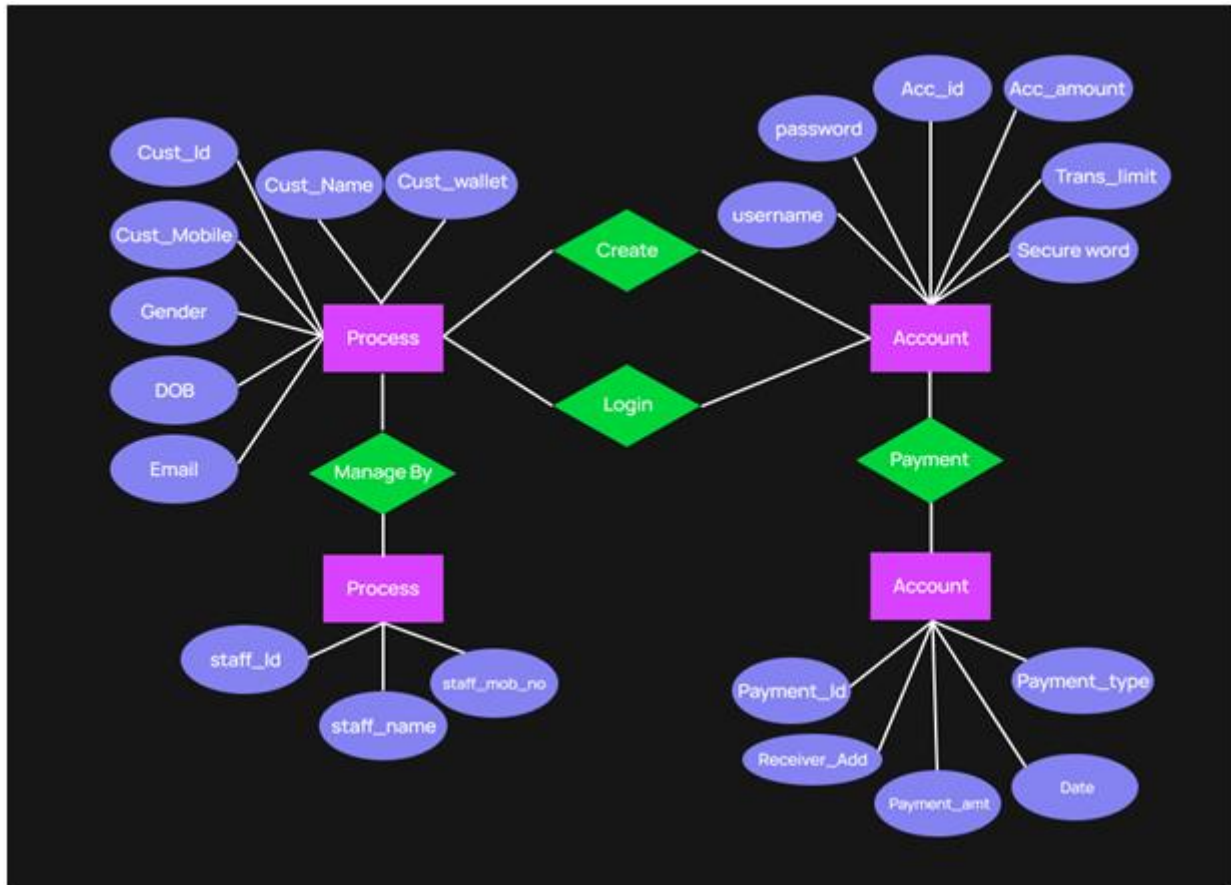 Acc_id
Acc_amount
password
Cust_Id
Cust_Name
Cust_wallet
Trans_limit
username
Cust_Mobile
Create
Secure word
Gender
Process
Account
DOB
Login
Email
Manage By
Payment
Process
Account
staff_Id
staff_mob_no
staff_name
Payment_Id
Payment_type
Receiver_Add
Date
Payment_amt